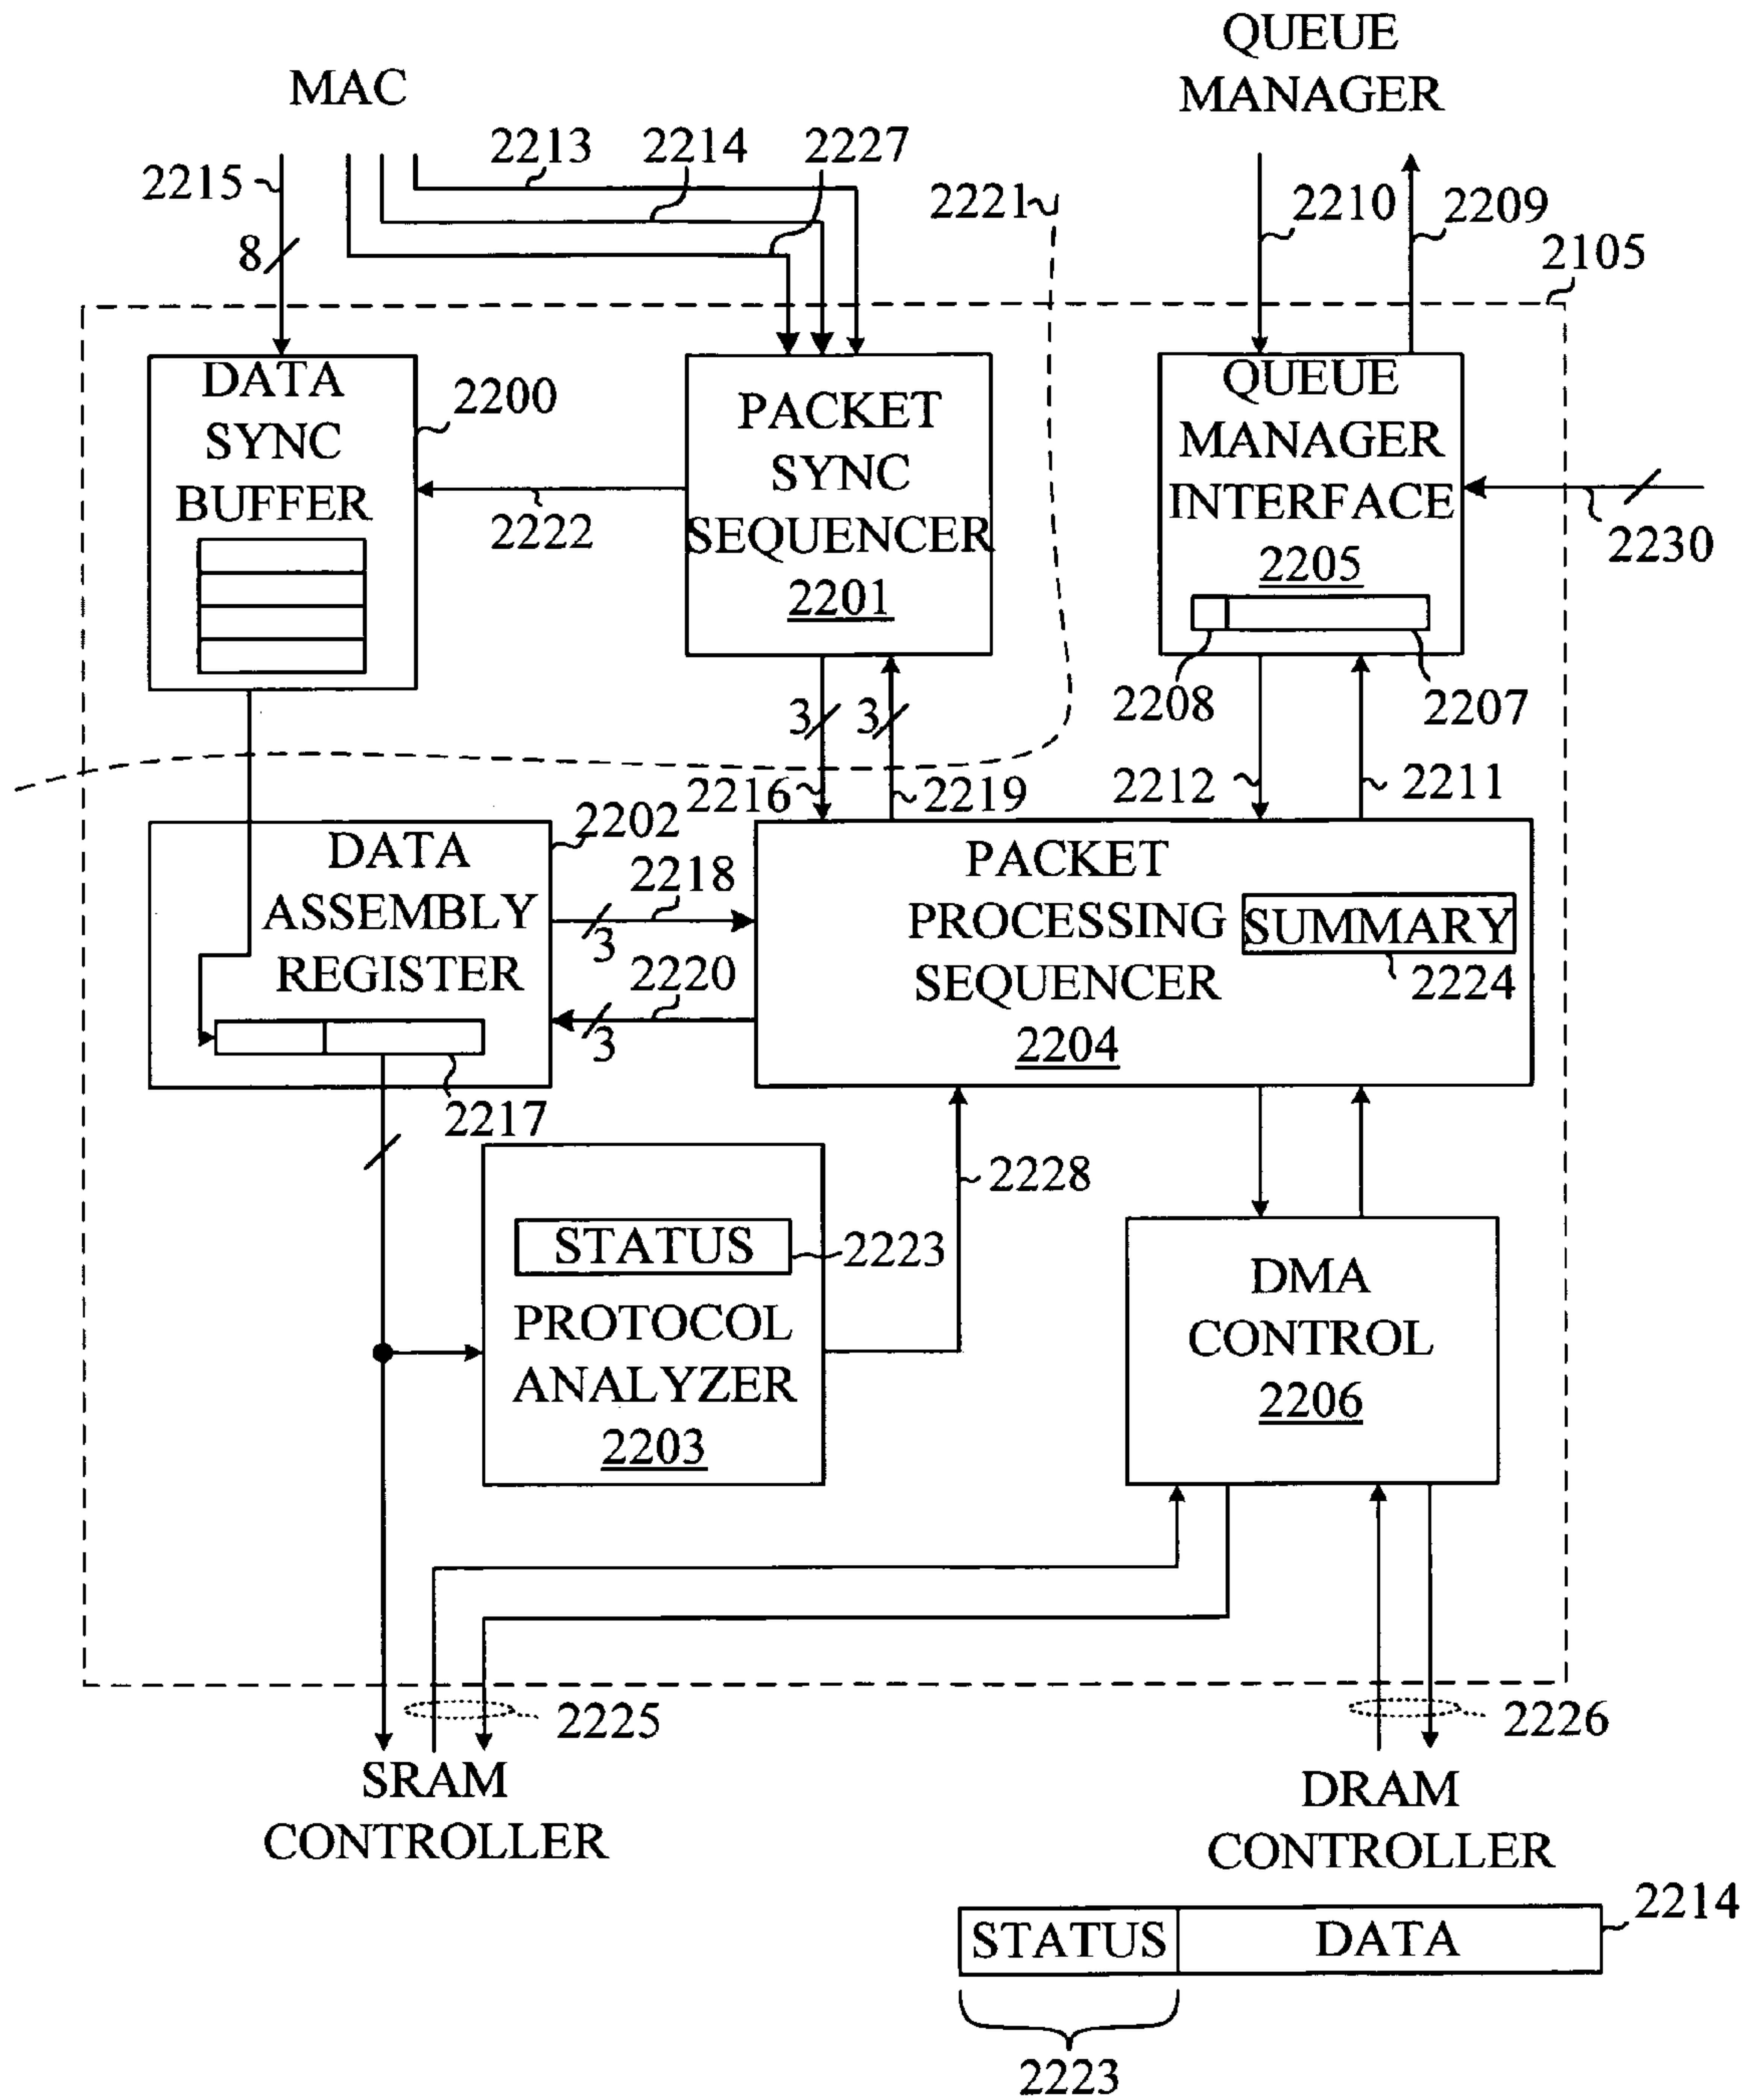 QUEUE
MANAGER
MAC
2213
2214
2227
2215
8
2221
2210
2209
2105
DATA
SYNC
BUFFER
2200
2222
PACKET
SYNC
SEQUENCER
2201
QUEUE
MANAGER
INTERFACE
2205
2230
2208
2207
3
3
2216
2219
2212
2211
2202
DATA
ASSEMBLY
REGISTER
2217
2218
3
2220
3
PACKET
PROCESSING
SEQUENCER
2204
SUMMARY
2224
2228
STATUS
2223
PROTOCOL
ANALYZER
2203
DMA
CONTROL
2206
2225
2226
SRAM
CONTROLLER
DRAM
CONTROLLER
2214
STATUS
DATA
2223